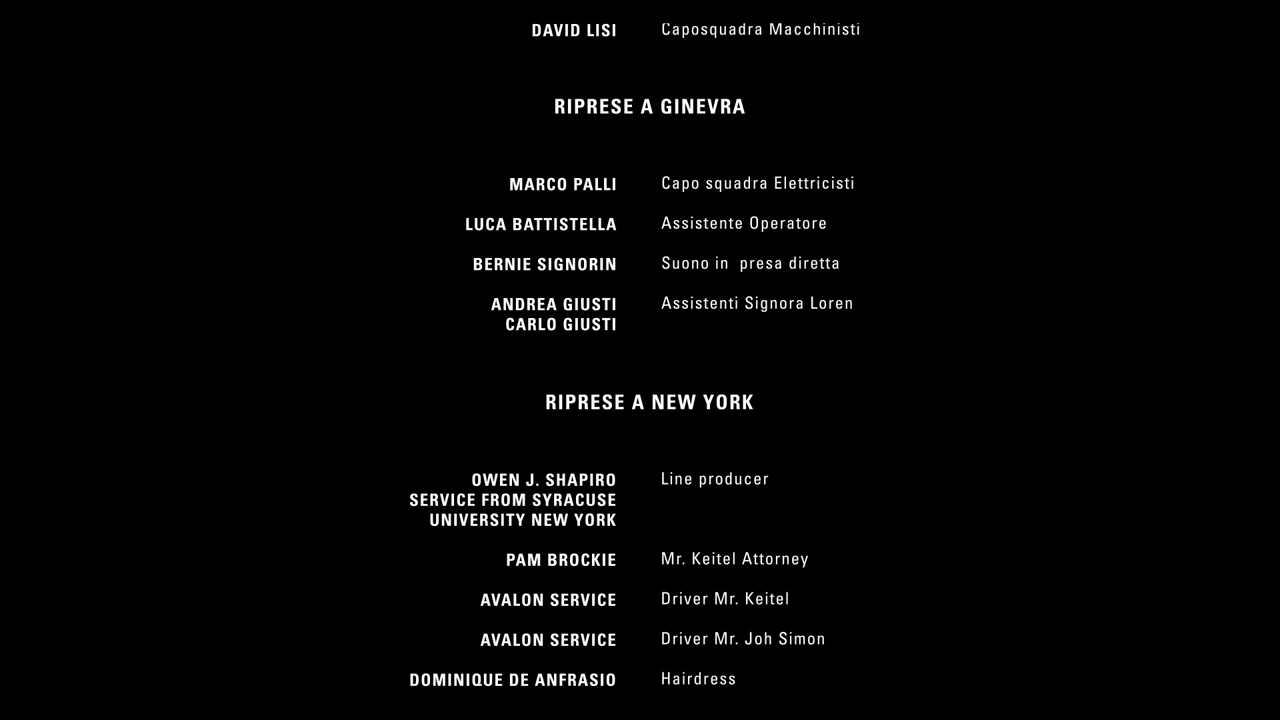 DAVID LISI Caposquadra Macchinisti
RIPRESE A GINEVRA
MARCO PALLI Capo squadra Elettricisti
LUCA BATTISTELLA Assistente Operatore
BERNIE SIGNORIN Suono in  presa diretta
ANDREA GIUSTI Assistenti Signora Loren
CARLO GIUSTI
RIPRESE A NEW YORK
OWEN J. SHAPIRO Line producer
SERVICE FROM SYRACUSE
UNIVERSITY NEW YORK
PAM BROCKIE Mr. Keitel Attorney
AVALON SERVICE Driver Mr. Keitel
AVALON SERVICE Driver Mr. Joh Simon
DOMINIQUE DE ANFRASIO Hairdress